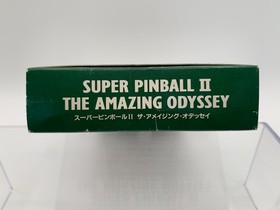 SUPER PINBALL II
THE AMAZING ODYSSEY
スーパーピンボールII ザ・アメイジング・オデッセイ